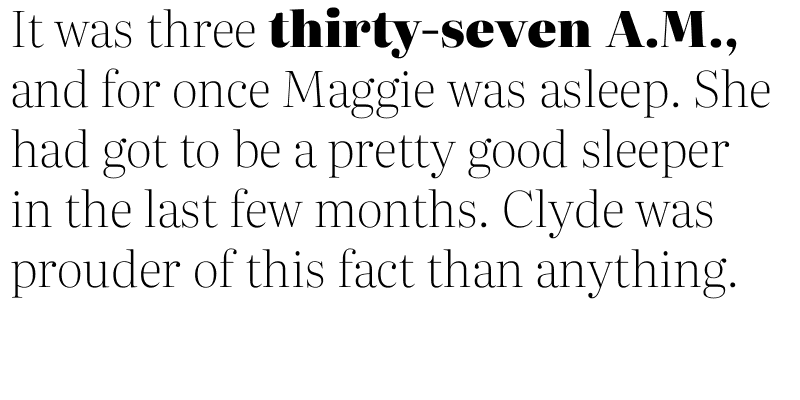 It was three thirty-seven A.M.,
and for once Maggie was asleep. She
had got to be a pretty good sleeper
in the last few months. Clyde was
prouder of this fact than anything.